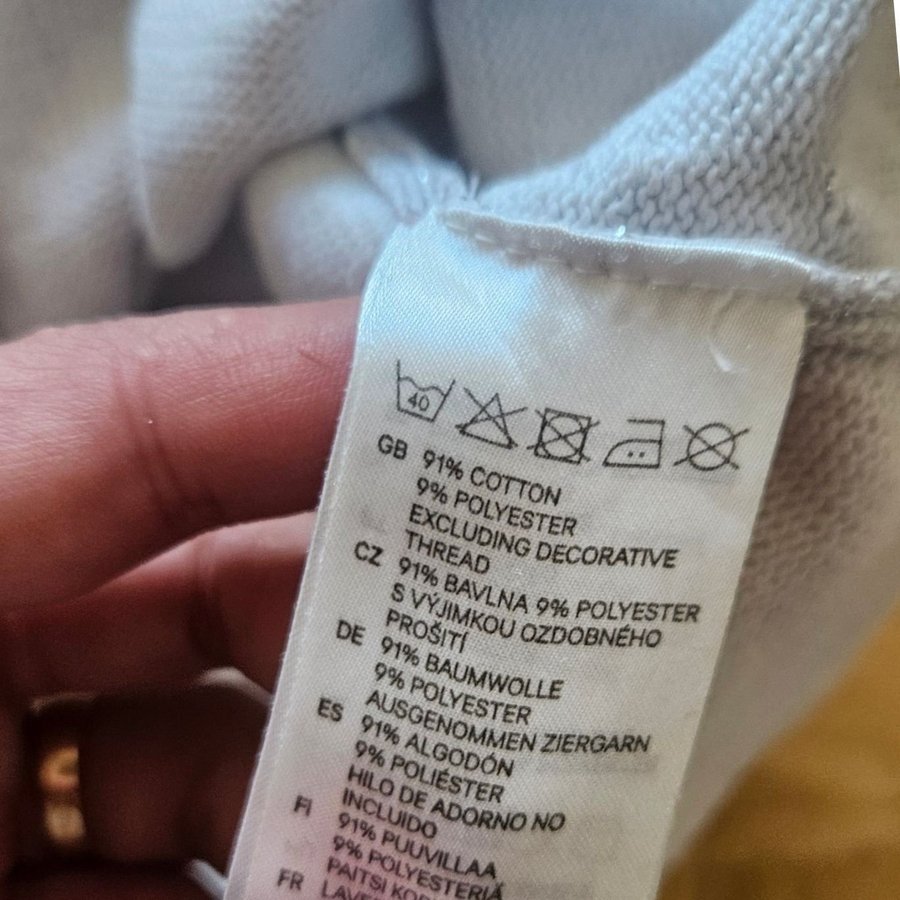 40
GB 91% COTTON
9% POLYESTER
EXCLUDING DECORATIVE
THREAD
CZ 91% BAVLNA 9% POLYESTER
S VÝJIMKOU OZDOBNÉHO
PROŠITÍ
DE 91% BAUMWOLLE
9% POLYESTER
AUSGENOMMEN ZIERGARN
ES 91% ALGODÓN
9% POLIÉSTER
HILO DE ADORNO NO
INCLUIDO
FI 91% PUUVILLAA
9% POLYESTERIÄ
PAITSI
FR